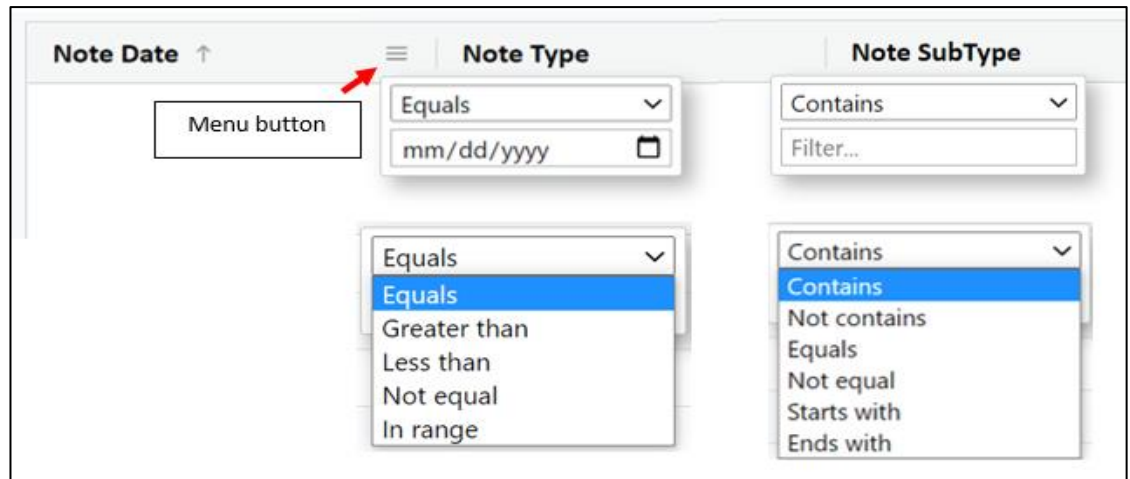 Note Date ↑ Note Type Note SubType
Menu button
Equals
mm/dd/yyyy
Contains
Filter...
Equals
Equals
Greater than
Less than
Not equal
In range
Contains
Contains
Not contains
Equals
Not equal
Starts with
Ends with